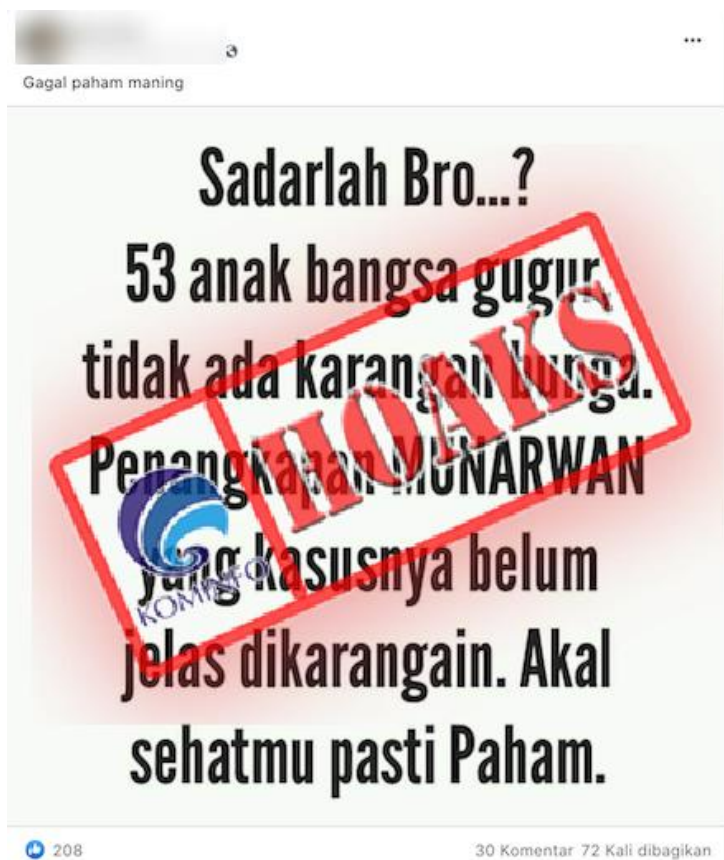 Gagal paham maning
Sadarlah Bro...?
53 anak bangsa gugur
tidak ada karangan bunga.
Penangkapan MUNARWAN
yang kasusnya belum
jelas dikarangain. Akal
sehatmu pasti Paham.
HOAKS
KOMINFO
208
30 Komentar 72 Kali dibagikan